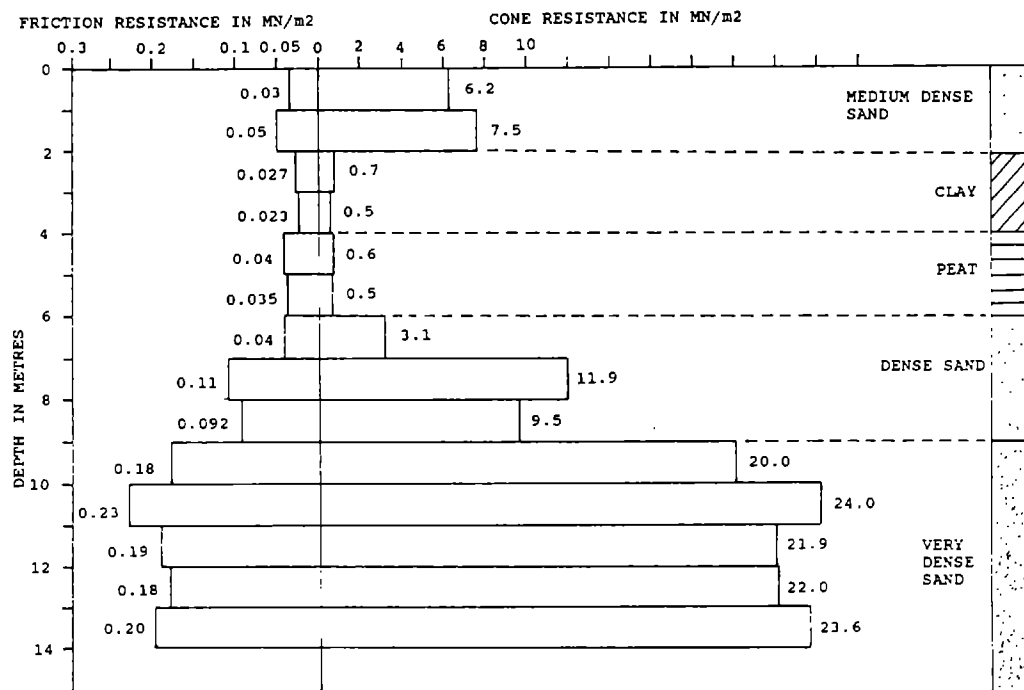 FRICTION RESISTANCE IN MN/m2
CONE RESISTANCE IN MN/m2
0.3 0.2 0.1 0.05 0 2 4 6 8 10
0
0.03 6.2
MEDIUM DENSE
SAND
0.05 7.5
2
0.027 0.7
CLAY
0.023 0.5
4
0.04 0.6
PEAT
0.035 0.5
6
0.04 3.1
DENSE SAND
0.11 11.9
8
0.092 9.5
DEPTH IN METRES
0.18 20.0
10
0.23 24.0
0.19 21.9
VERY
DENSE
SAND
12
0.18 22.0
0.20 23.6
14